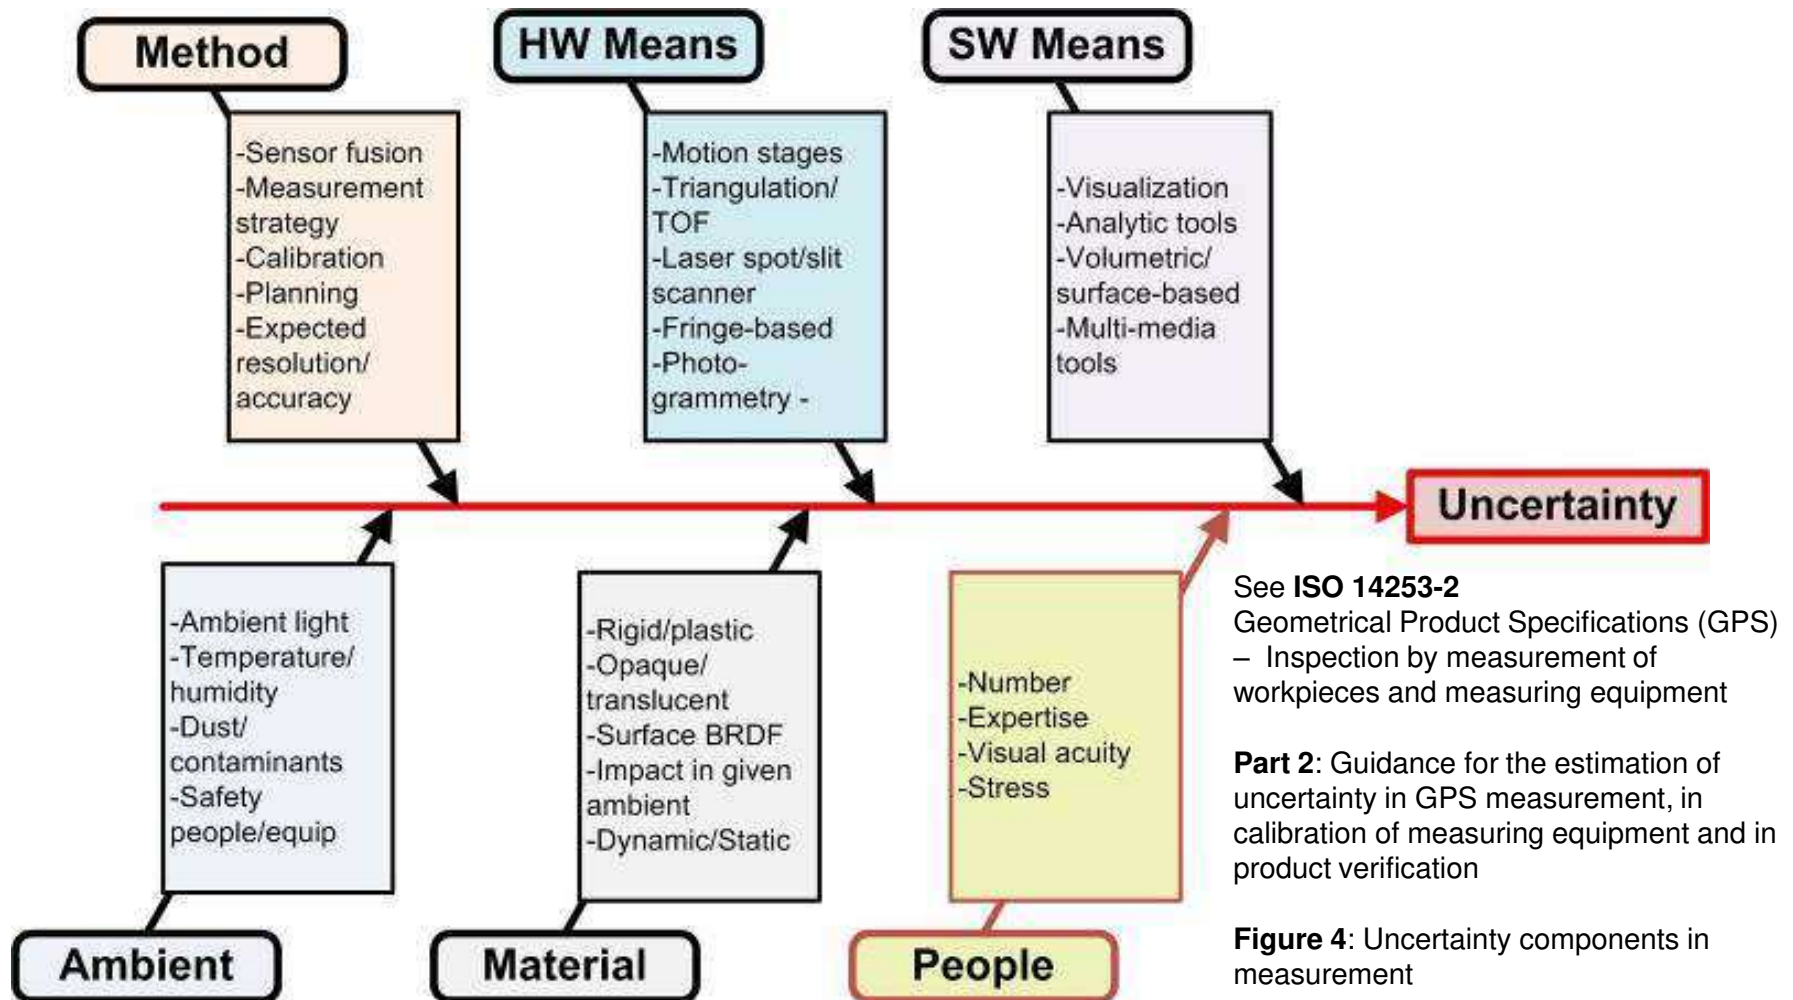 Method
HW Means
SW Means
-Sensor fusion
-Measurement
strategy
-Calibration
-Planning
-Expected
resolution/
accuracy
-Motion stages
-Triangulation/
TOF
-Laser spot/slit
scanner
-Fringe-based
-Photo-
grammetry -
-Visualization
-Analytic tools
-Volumetric/
surface-based
-Multi-media
tools
Uncertainty
-Ambient light
-Temperature/
humidity
-Dust/
contaminants
-Safety
people/equip
-Rigid/plastic
-Opaque/
translucent
-Surface BRDF
-Impact in given
ambient
-Dynamic/Static
-Number
-Expertise
-Visual acuity
-Stress
See ISO 14253-2
Geometrical Product Specifications (GPS)
– Inspection by measurement of
workpieces and measuring equipment
Part 2: Guidance for the estimation of
uncertainty in GPS measurement, in
calibration of measuring equipment and in
product verification
Figure 4: Uncertainty components in
measurement
Ambient
Material
People